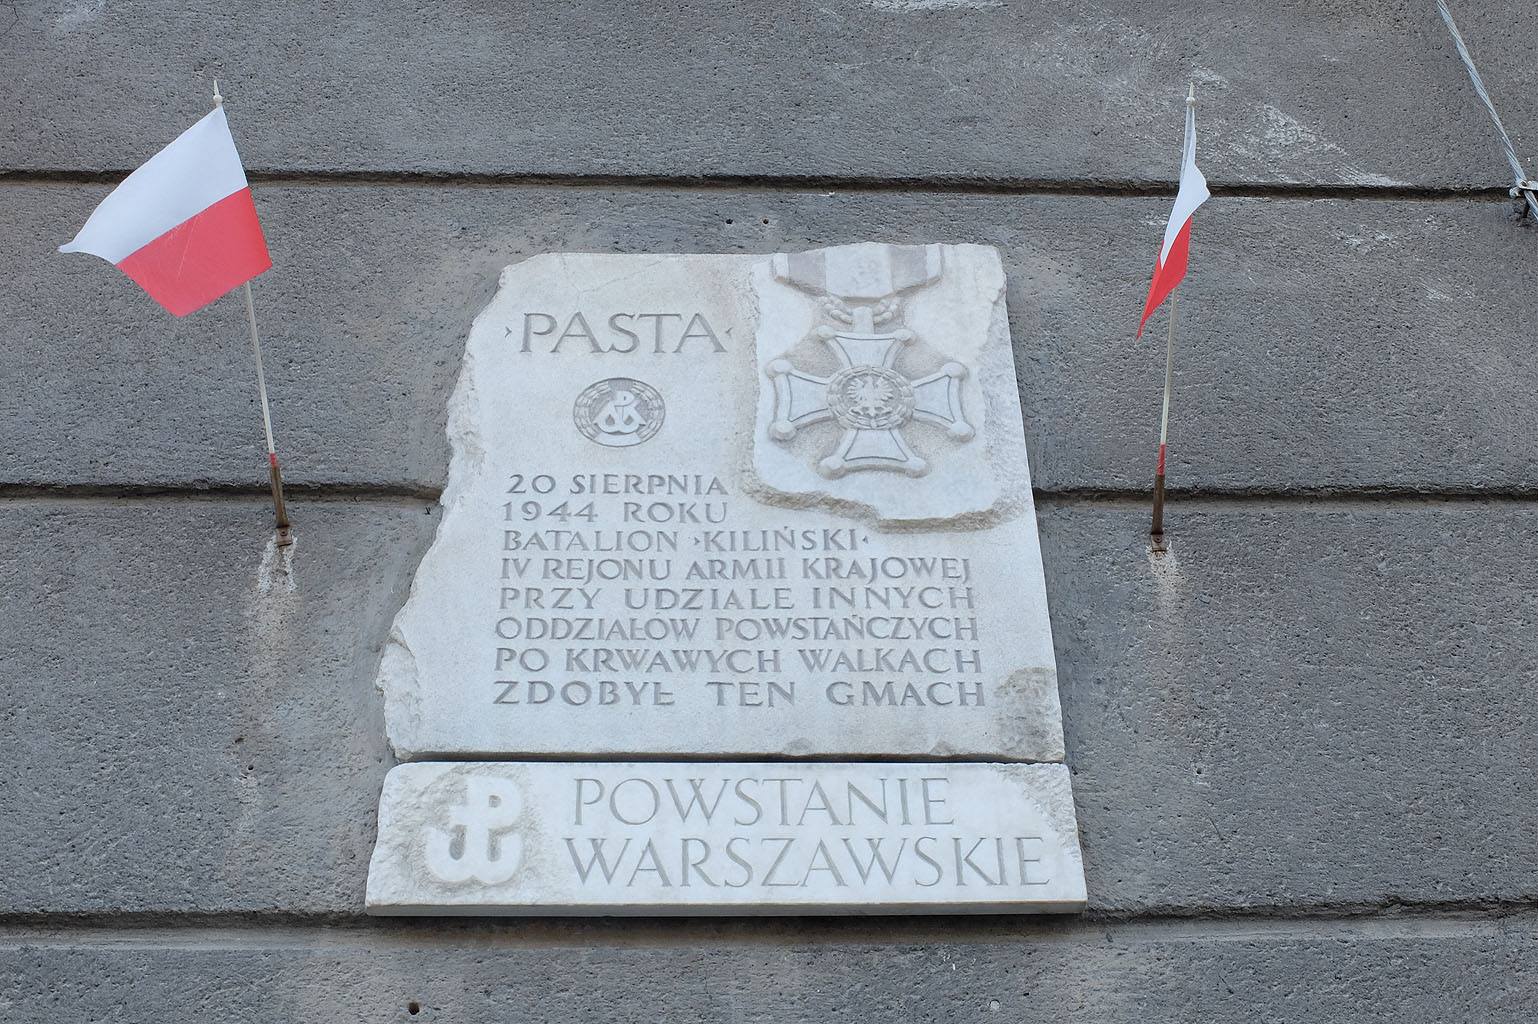 ›PASTA‹
20 SIERPNIA
1944 ROKU
BATALION ›KILIŃSKI‹
IV REJONU ARMII KRAJOWEJ
PRZY UDZIALE INNYCH
ODDZIAŁÓW POWSTAŃCZYCH
PO KRWAWYCH WALKACH
ZDOBYŁ TEN GMACH
PW
POWSTANIE
WARSZAWSKIE